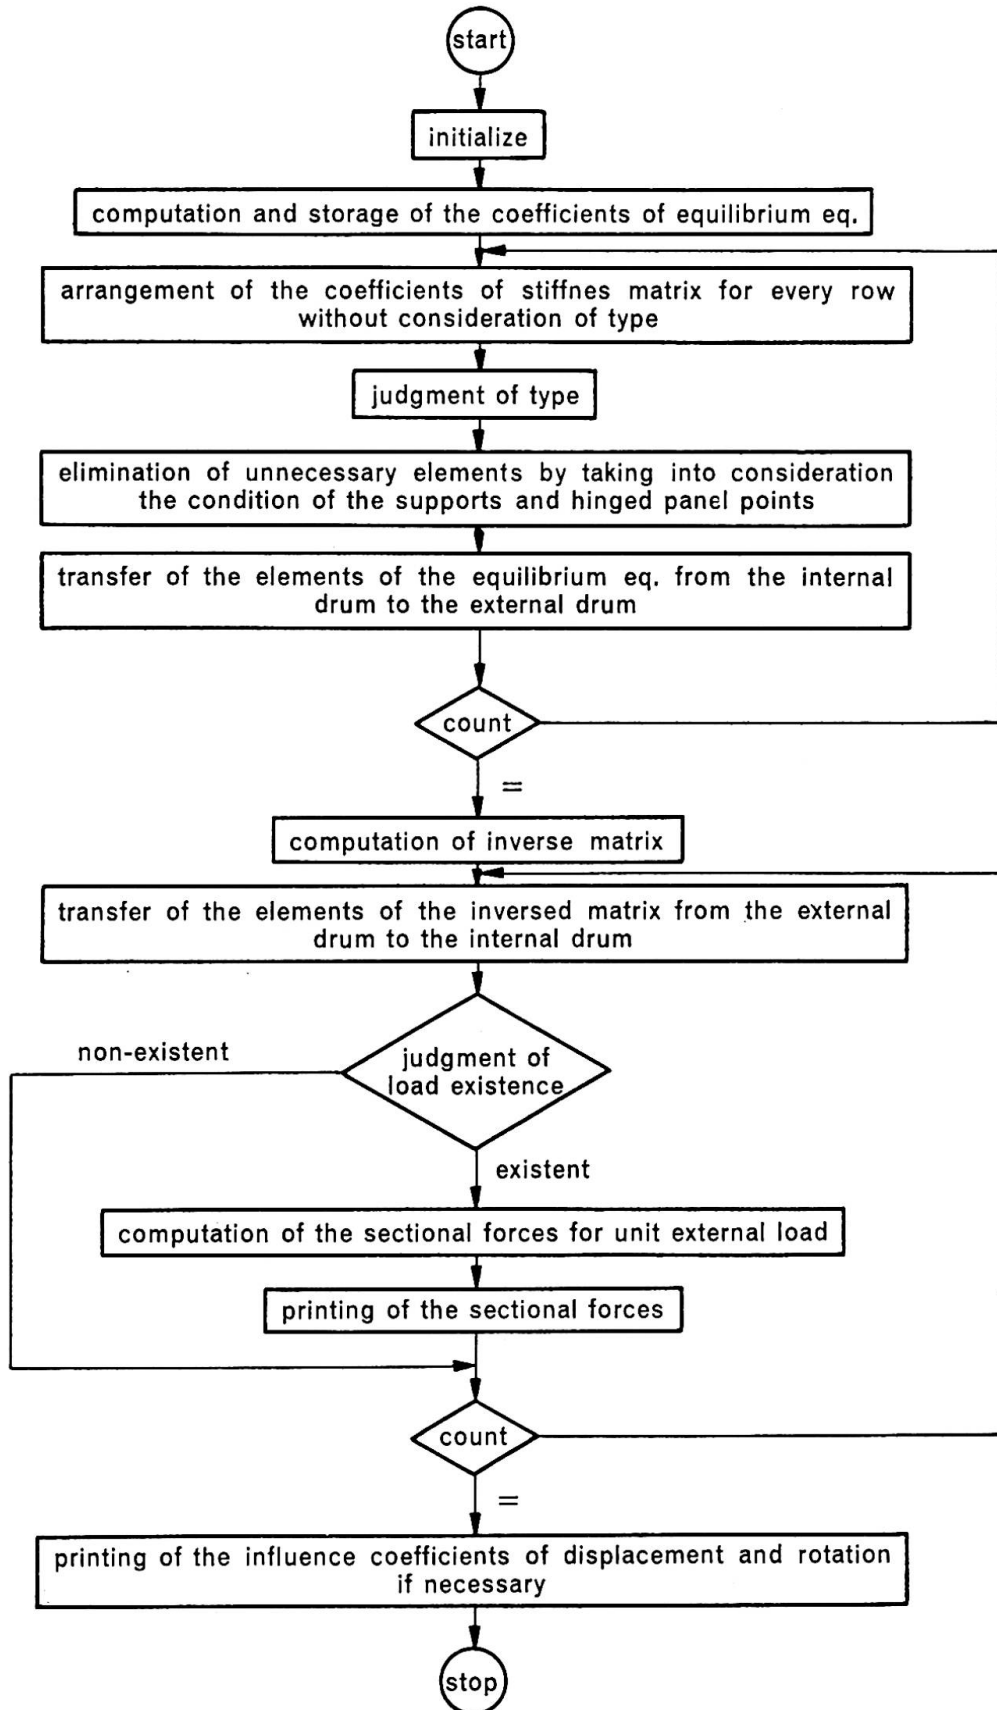 start
initialize
computation and storage of the coefficients of equilibrium eq.
arrangement of the coefficients of stiffnes matrix for every row
without consideration of type
judgment of type
elimination of unnecessary elements by taking into consideration
the condition of the supports and hinged panel points
transfer of the elements of the equilibrium eq. from the internal
drum to the external drum
count
=
computation of inverse matrix
transfer of the elements of the inversed matrix from the external
drum to the internal drum
non-existent
judgment of
load existence
existent
computation of the sectional forces for unit external load
printing of the sectional forces
count
=
printing of the influence coefficients of displacement and rotation
if necessary
stop